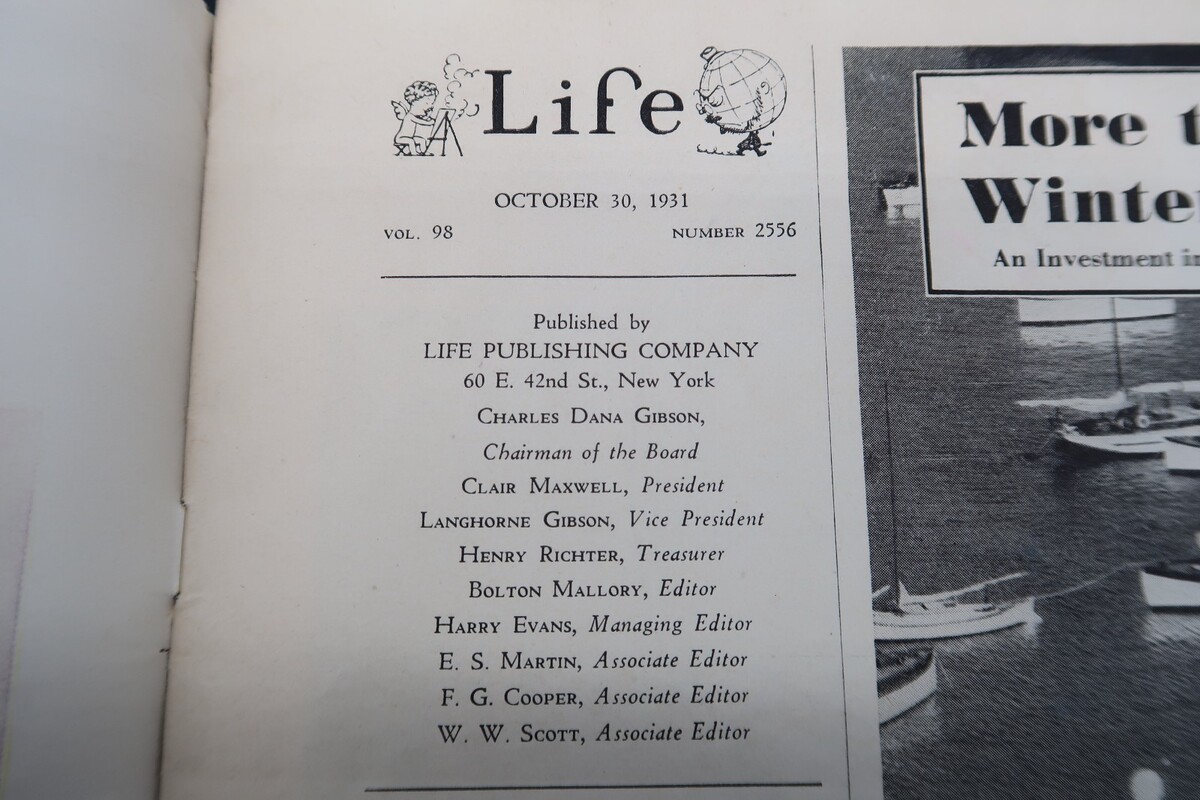 Life
OCTOBER 30, 1931
VOL. 98 NUMBER 2556
Published by
LIFE PUBLISHING COMPANY
60 E. 42nd St., New York
CHARLES DANA GIBSON,
Chairman of the Board
CLAIR MAXWELL, President
LANGHORNE GIBSON, Vice President
HENRY RICHTER, Treasurer
BOLTON MALLORY, Editor
HARRY EVANS, Managing Editor
E. S. MARTIN, Associate Editor
F. G. COOPER, Associate Editor
W. W. SCOTT, Associate Editor
More
Winte
An Investment in